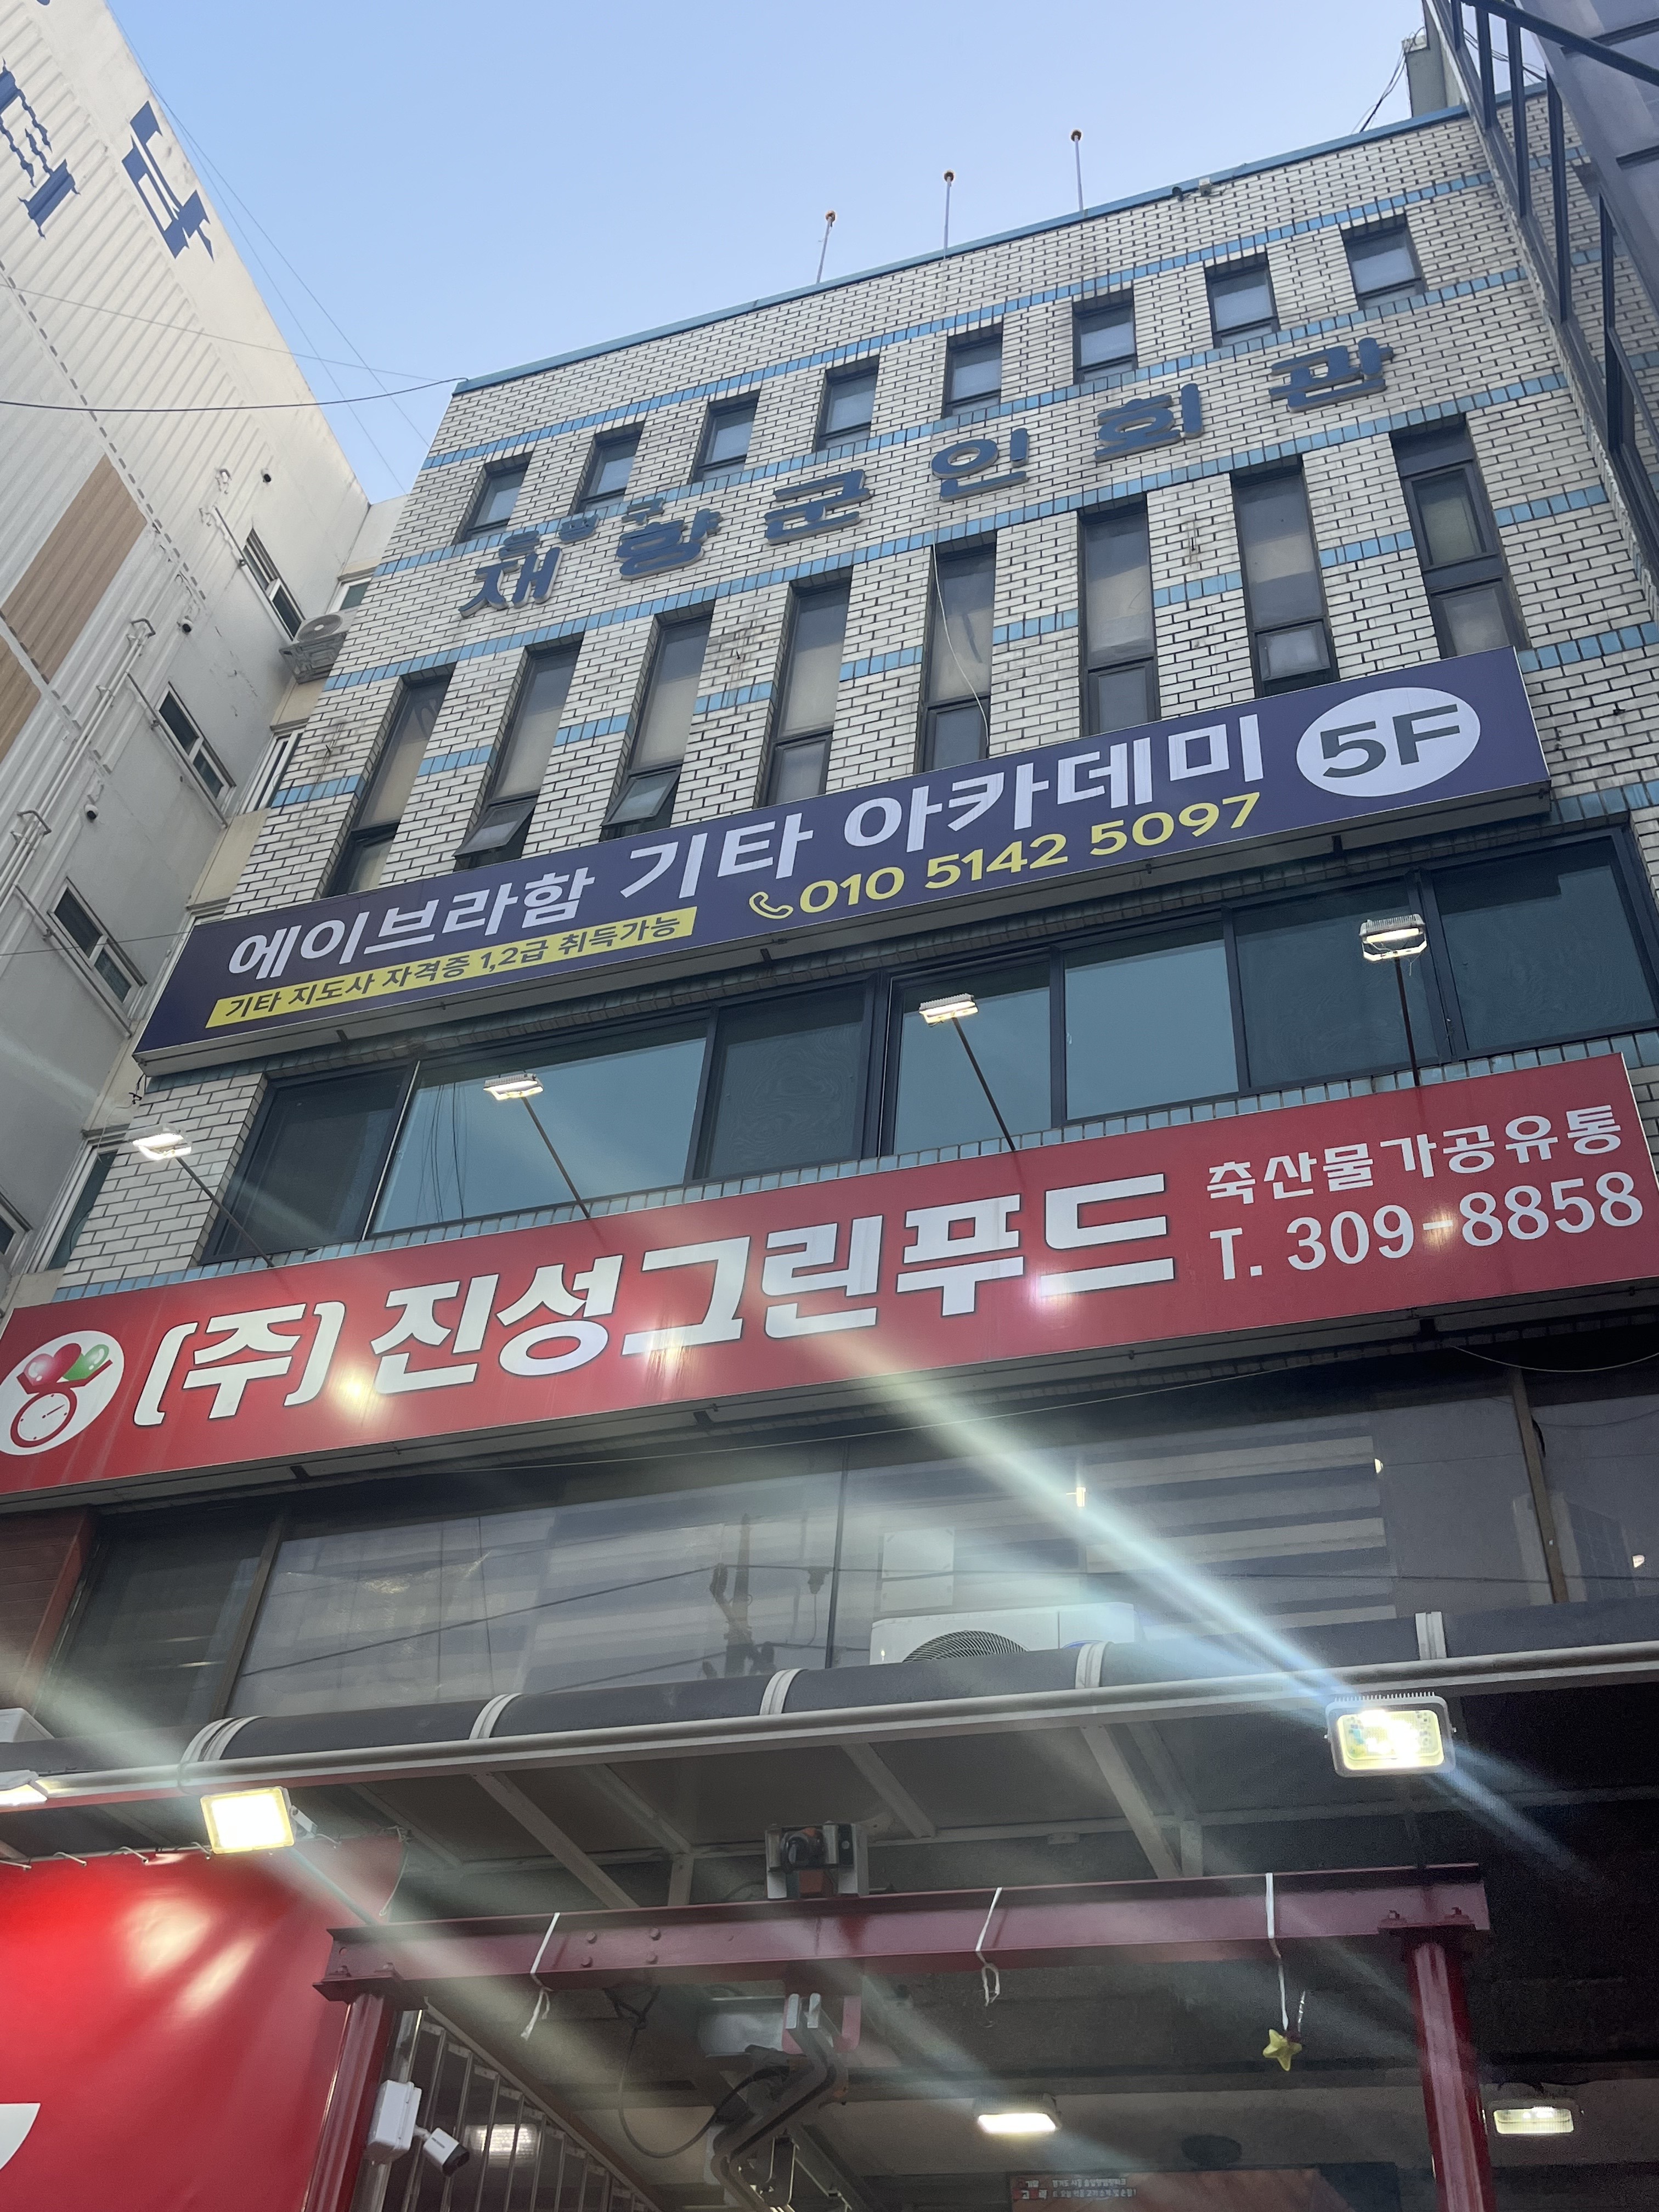 재향군인회관
에이브라함 기타 아카데미 5F
기타 지도사 자격증 1,2급 취득가능
010 5142 5097
(주) 진성그린푸드
축산물가공유통
T. 309-8858